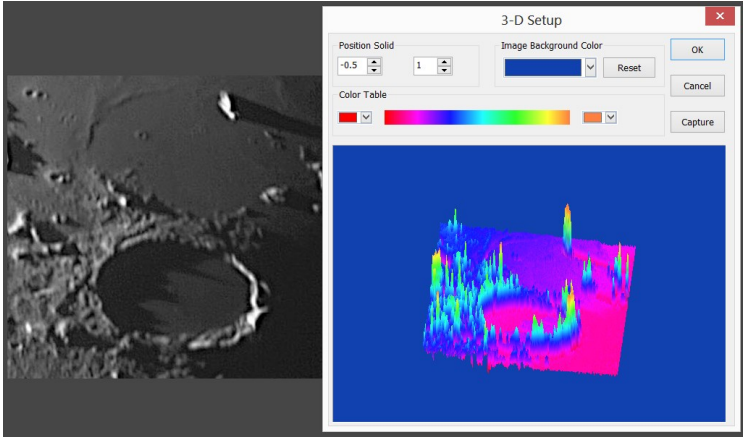 3-D Setup
Position Solid
-0.5
1
Image Background Color
Reset
Color Table
OK
Cancel
Capture